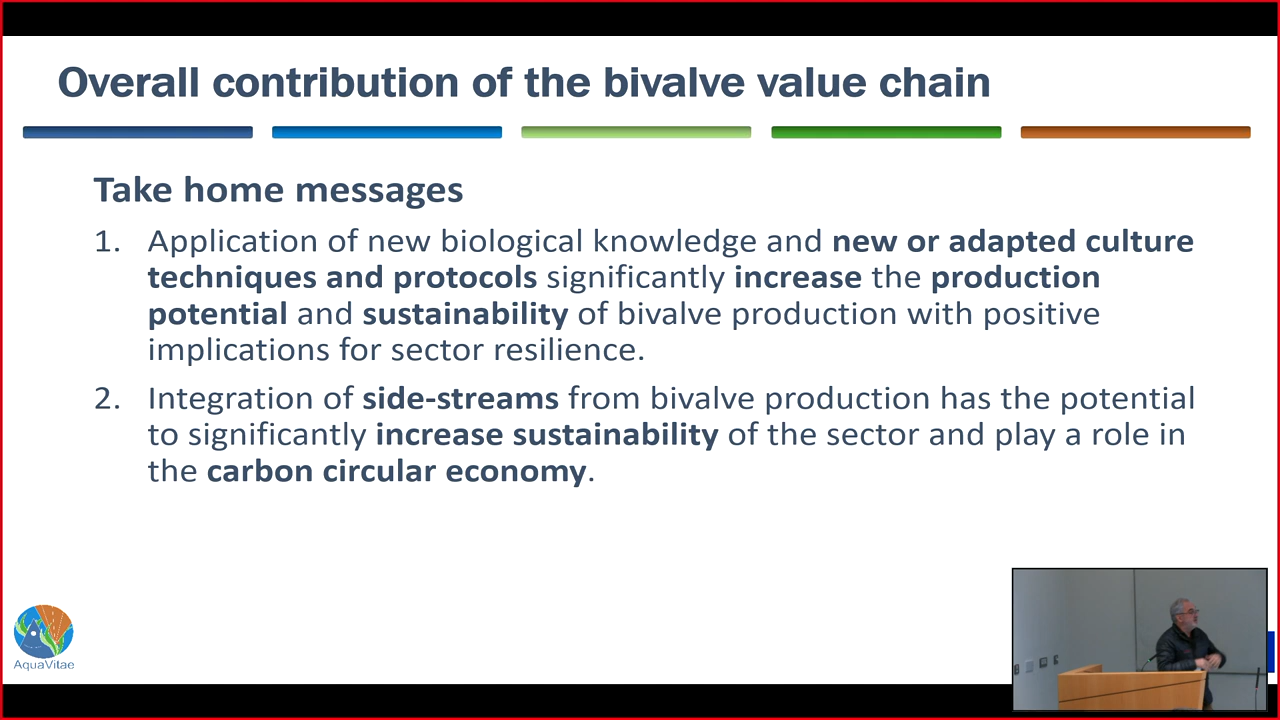 Overall contribution of the bivalve value chain
Take home messages
1. Application of new biological knowledge and new or adapted culture
techniques and protocols significantly increase the production
potential and sustainability of bivalve production with positive
implications for sector resilience.
2. Integration of side-streams from bivalve production has the potential
to significantly increase sustainability of the sector and play a role in
the carbon circular economy.
AquaVitae